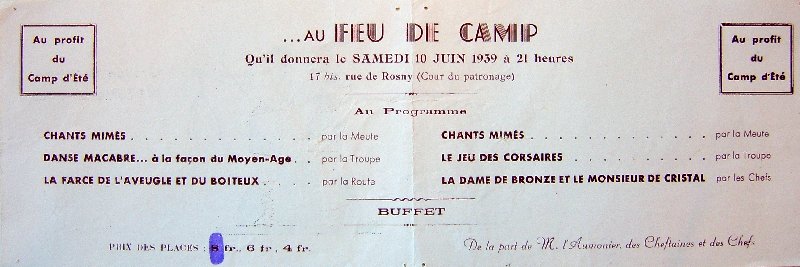 ...AU FEU DE CAMP
Au profit
du
Camp d'Été
Qu'il donnera le SAMEDI 10 JUIN 1939 à 21 heures
17 bis, rue de Rosny (Cour du patronage)
Au profit
du
Camp d'Été
Au Programme
CHANTS MIMÉS . . . . . . . . . . . . . par la Meute
DANSE MACABRE... à la façon du Moyen-Age . . par la Troupe
LA FARCE DE L'AVEUGLE ET DU BOITEUX . . . . par la Route
CHANTS MIMÉS . . . . . . . . . . . . . par la Meute
LE JEU DES CORSAIRES . . . . . . . . . . par la Troupe
LA DAME DE BRONZE ET LE MONSIEUR DE CRISTAL par les Chefs
BUFFET
PRIX DES PLACES : 8 fr., 6 fr., 4 fr.
De la part de M. l'Aumonier, des Cheftaines et des Chefs.